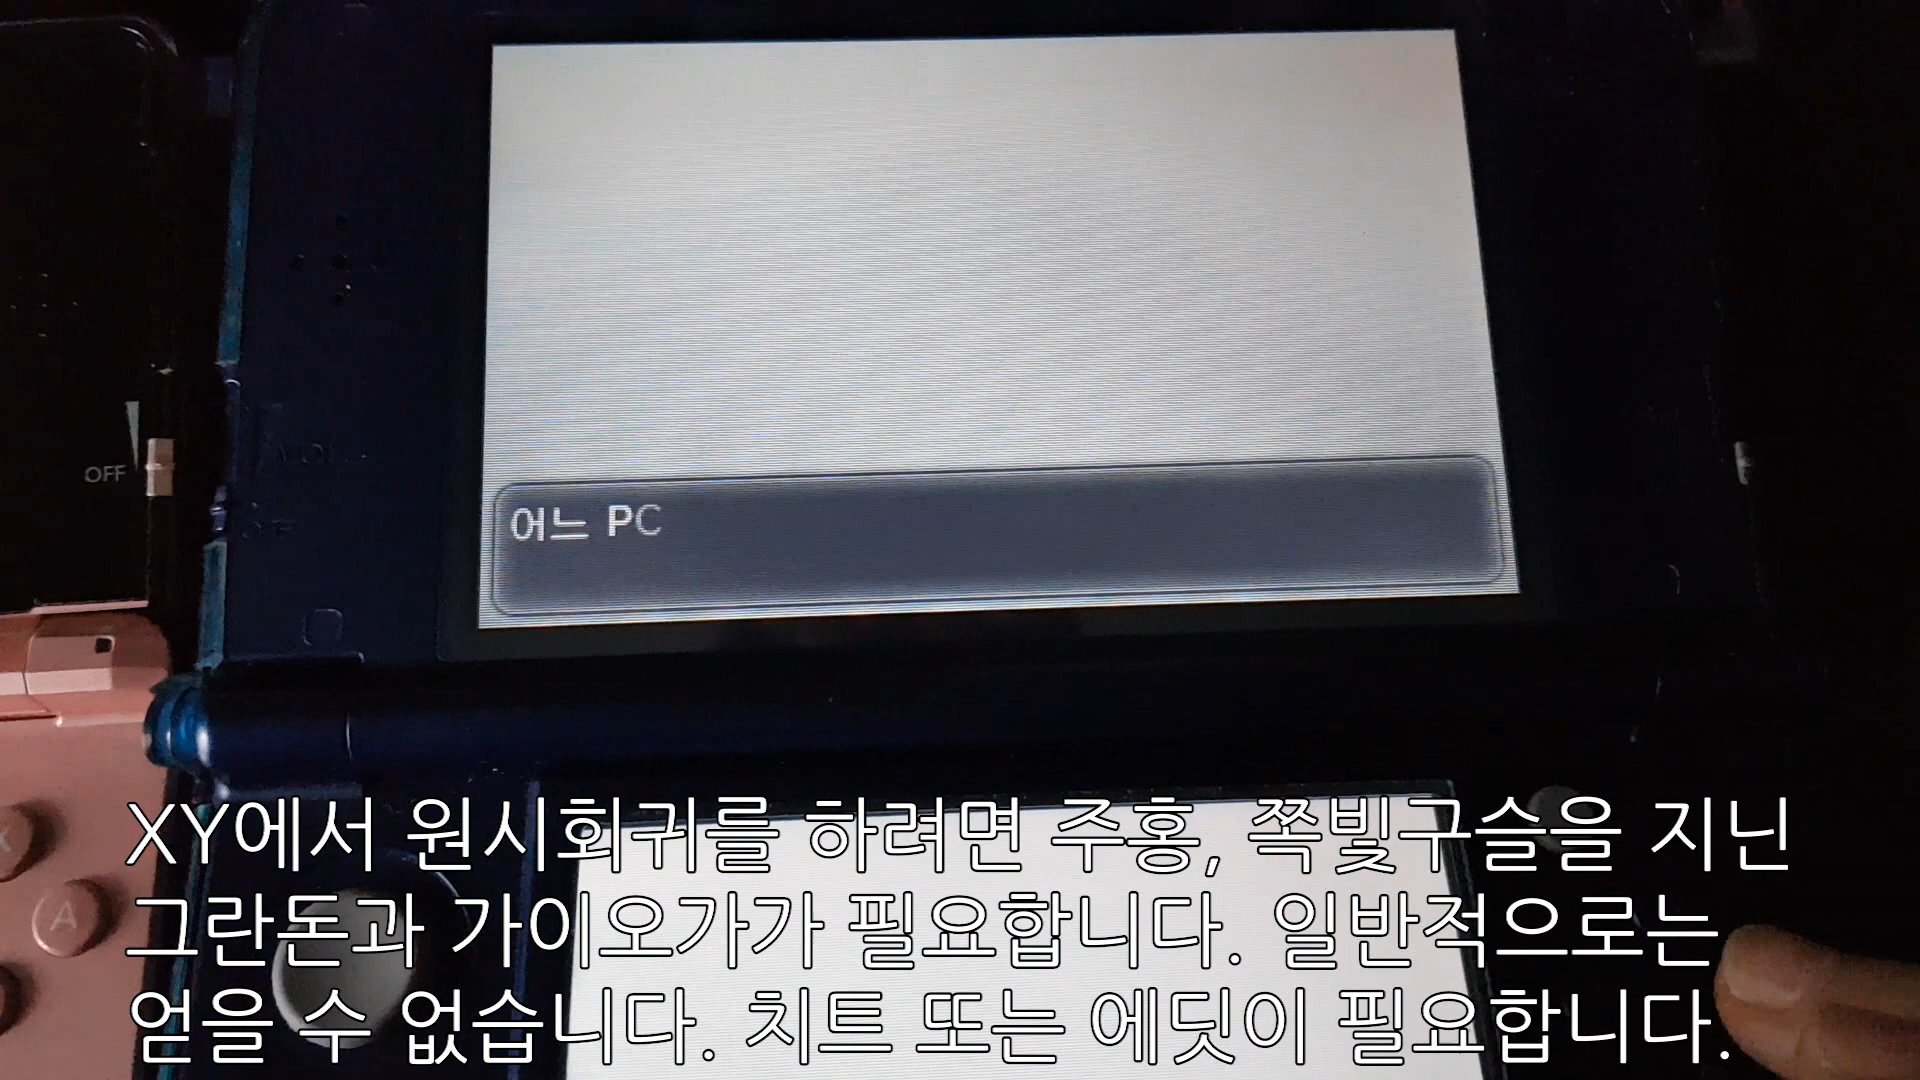 OFF
어느 PC
XY에서 원시회귀를 하려면 주홍, 쪽빛구슬을 지닌
그란돈과 가이오가가 필요합니다. 일반적으로는
얻을 수 없습니다. 치트 또는 에딧이 필요합니다.
X
A